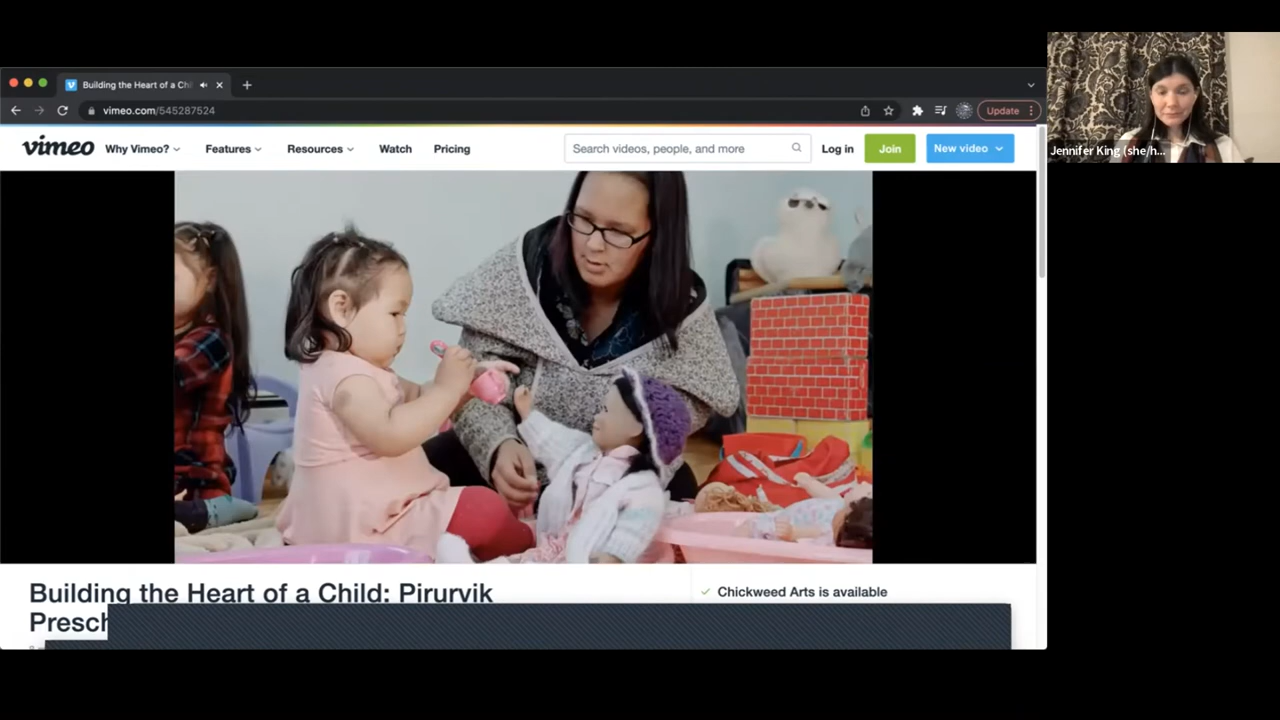 Building the Heart of a Chi
vimeo.com/545287524
Update
vimeo
Why Vimeo?
Features
Resources
Watch
Pricing
Search videos, people, and more
Log in
Join
New video
Jennifer King (she/h...
Building the Heart of a Child: Pirurvik
Presch
Chickweed Arts is available